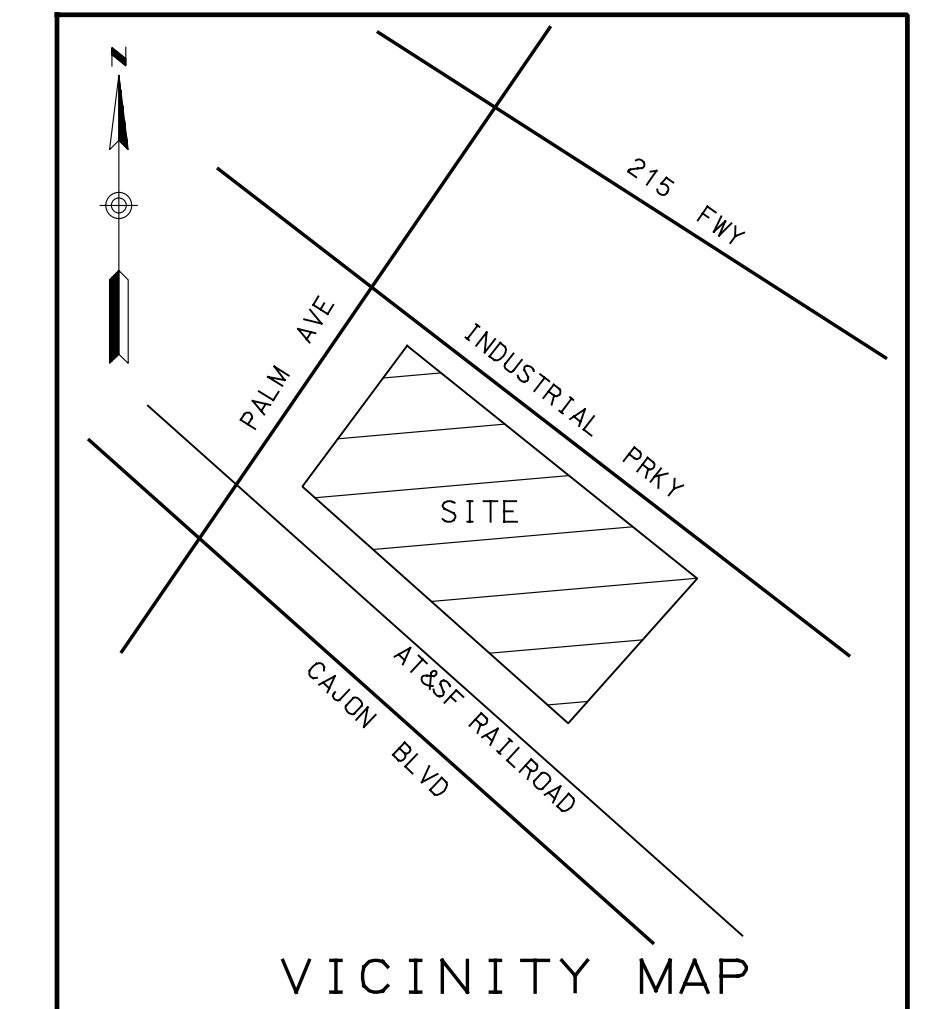 N
215 FWY
PALM AVE
INDUSTRIAL PRKY
SITE
AT&SF RAILROAD
CAJON BLVD
VICINITY MAP